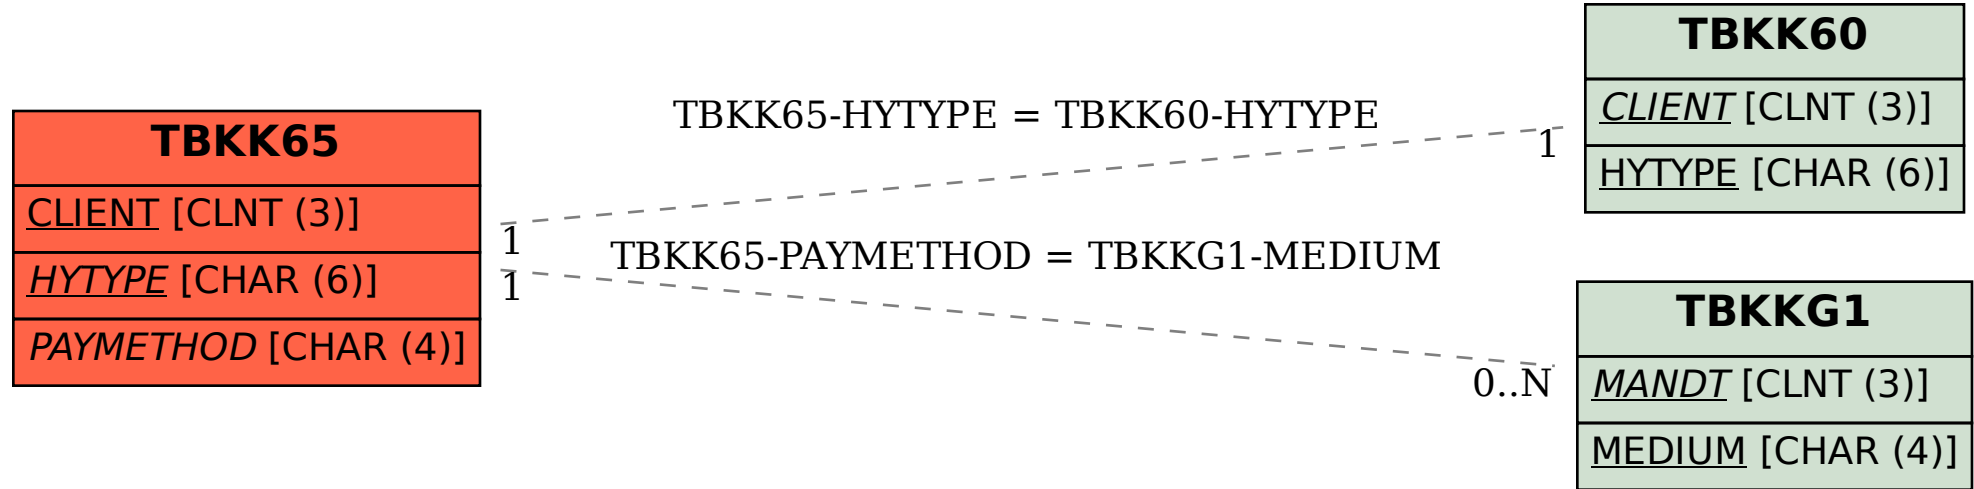 TBKK65
CLIENT [CLNT (3)]
HYTYPE [CHAR (6)]
PAYMETHOD [CHAR (4)]
TBKK65-HYTYPE = TBKK60-HYTYPE
1
1
TBKK65-PAYMETHOD = TBKKG1-MEDIUM
1
0..N
TBKK60
CLIENT [CLNT (3)]
HYTYPE [CHAR (6)]
TBKKG1
MANDT [CLNT (3)]
MEDIUM [CHAR (4)]